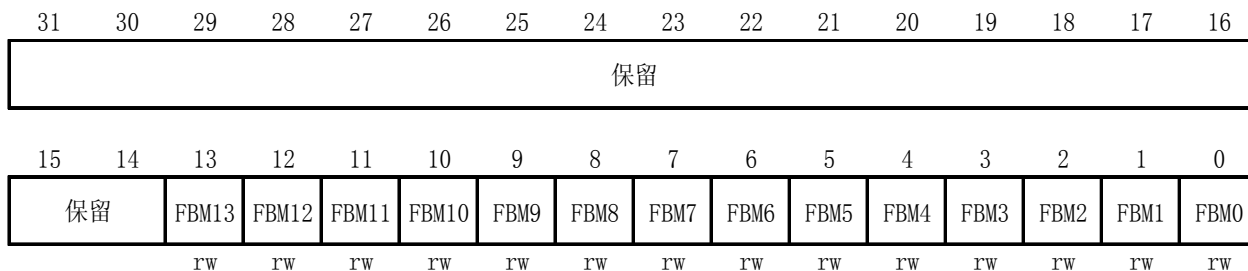 31 30 29 28 27 26 25 24 23 22 21 20 19 18 17 16
保留
15 14 13 12 11 10 9 8 7 6 5 4 3 2 1 0
保留 FBM13 FBM12 FBM11 FBM10 FBM9 FBM8 FBM7 FBM6 FBM5 FBM4 FBM3 FBM2 FBM1 FBM0
rw rw rw rw rw rw rw rw rw rw rw rw rw rw